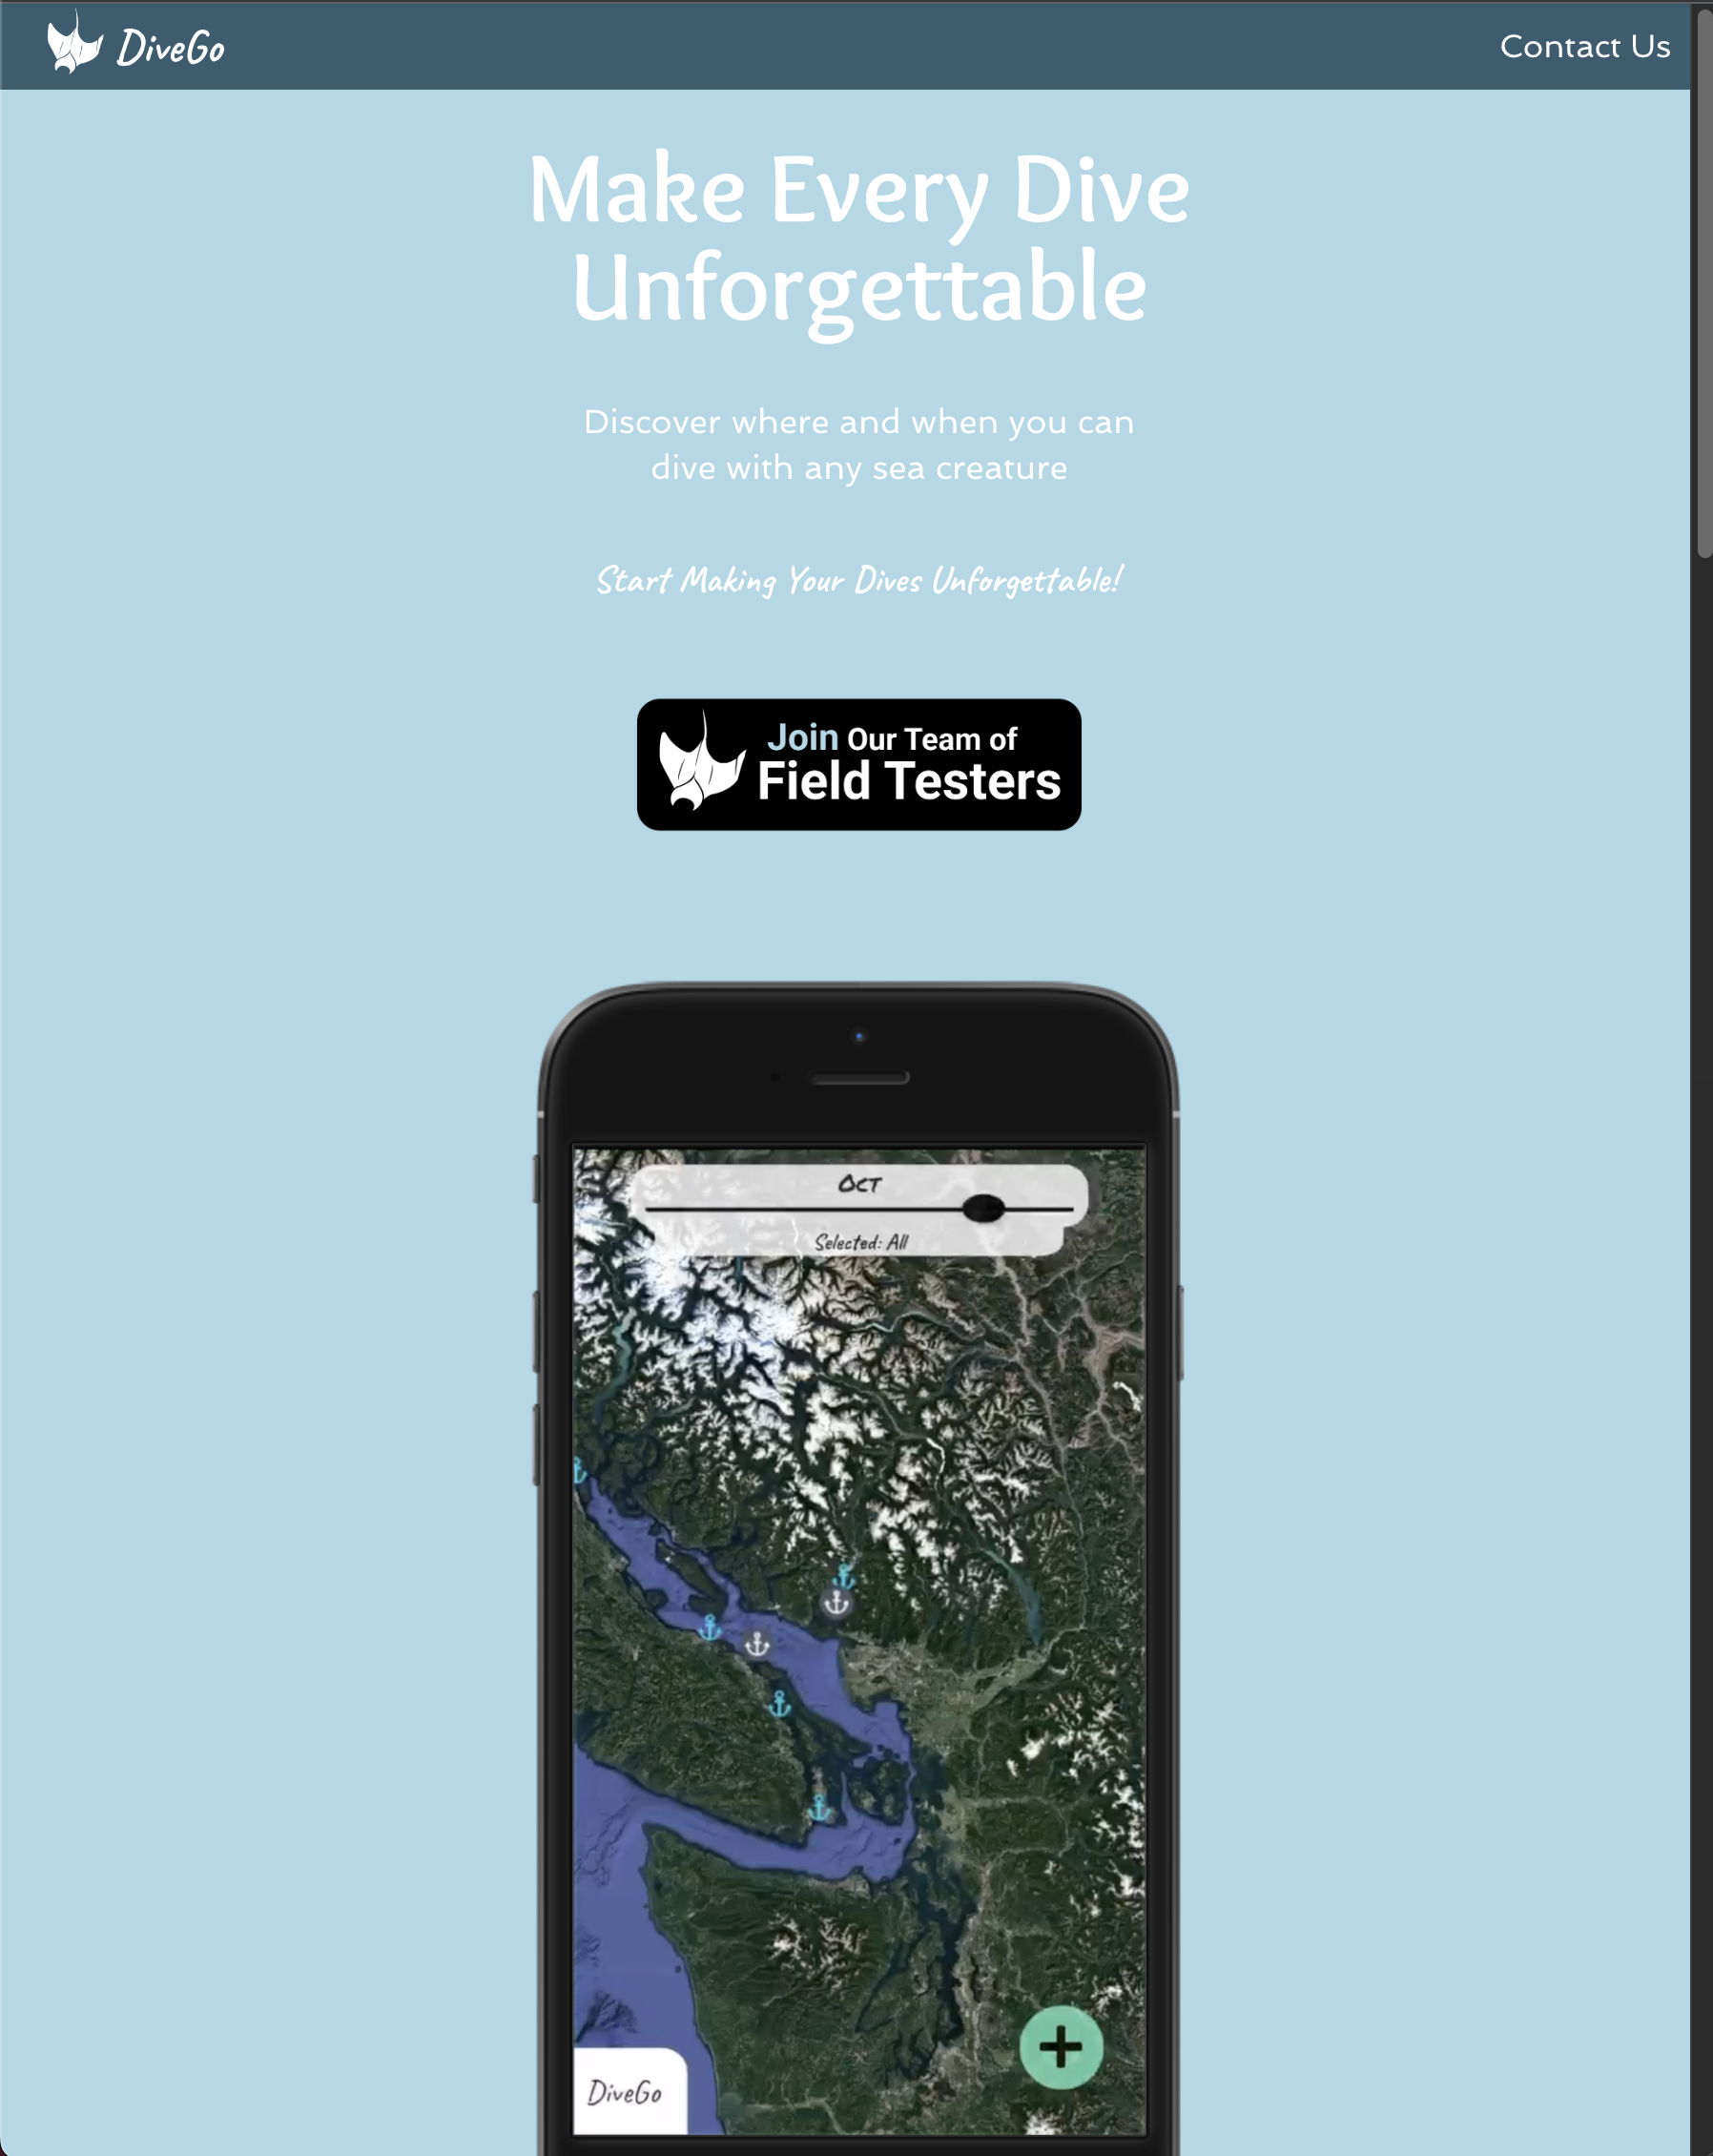 DiveGo
Contact Us
Make Every Dive
Unforgettable
Discover where and when you can
dive with any sea creature
Start Making Your Dives Unforgettable!
Join Our Team of
Field Testers
Oct
Selected: All
DiveGo